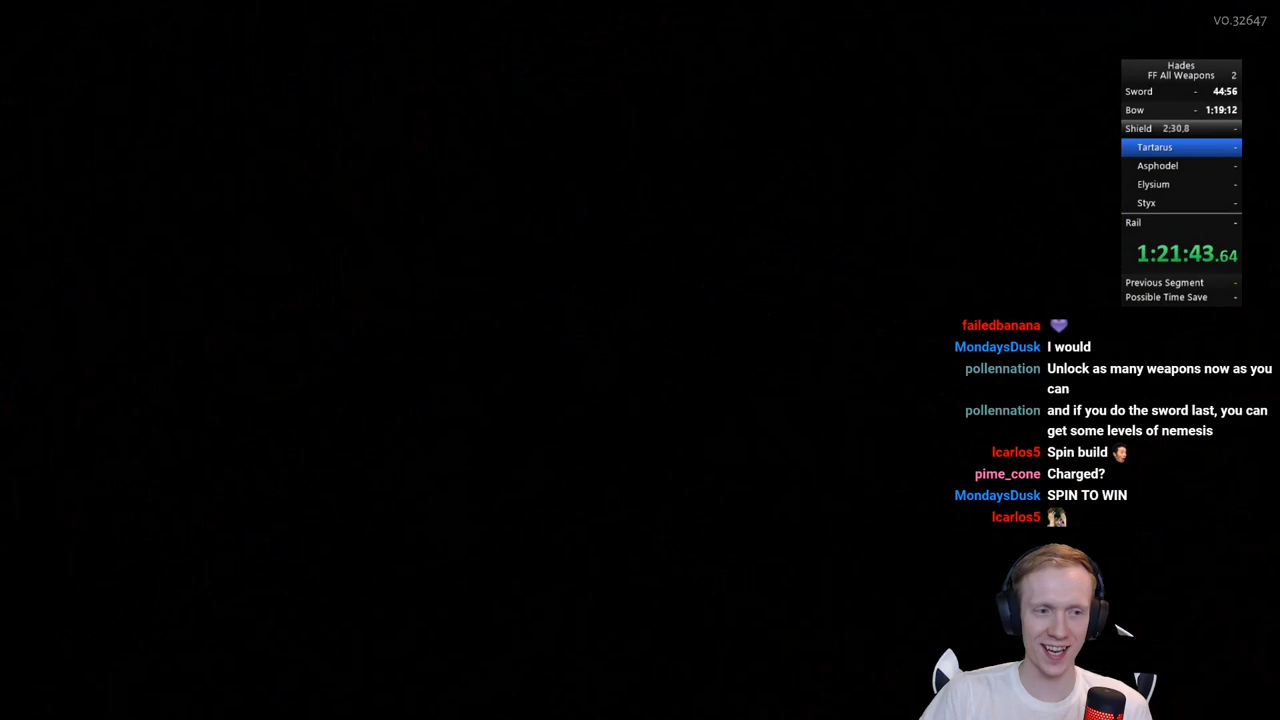 V0.32647
Hades
FF All Weapons 2
Sword - 44:56
Bow - 1:19:12
Shield 2:30.8 -
Tartarus -
Asphodel -
Elysium -
Styx -
Rail -
1:21:43.64
Previous Segment -
Possible Time Save -
failedbanana
MondaysDusk I would
pollennation Unlock as many weapons now as you
can
pollennation and if you do the sword last, you can
get some levels of nemesis
lcarlos5 Spin build
pime_cone Charged?
MondaysDusk SPIN TO WIN
lcarlos5